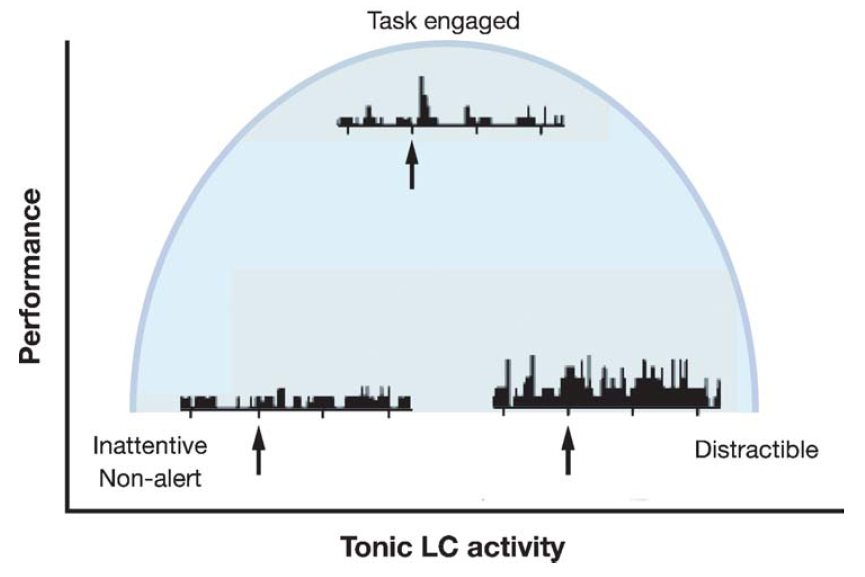 Task engaged
Performance
Inattentive
Non-alert
Distractible
Tonic LC activity